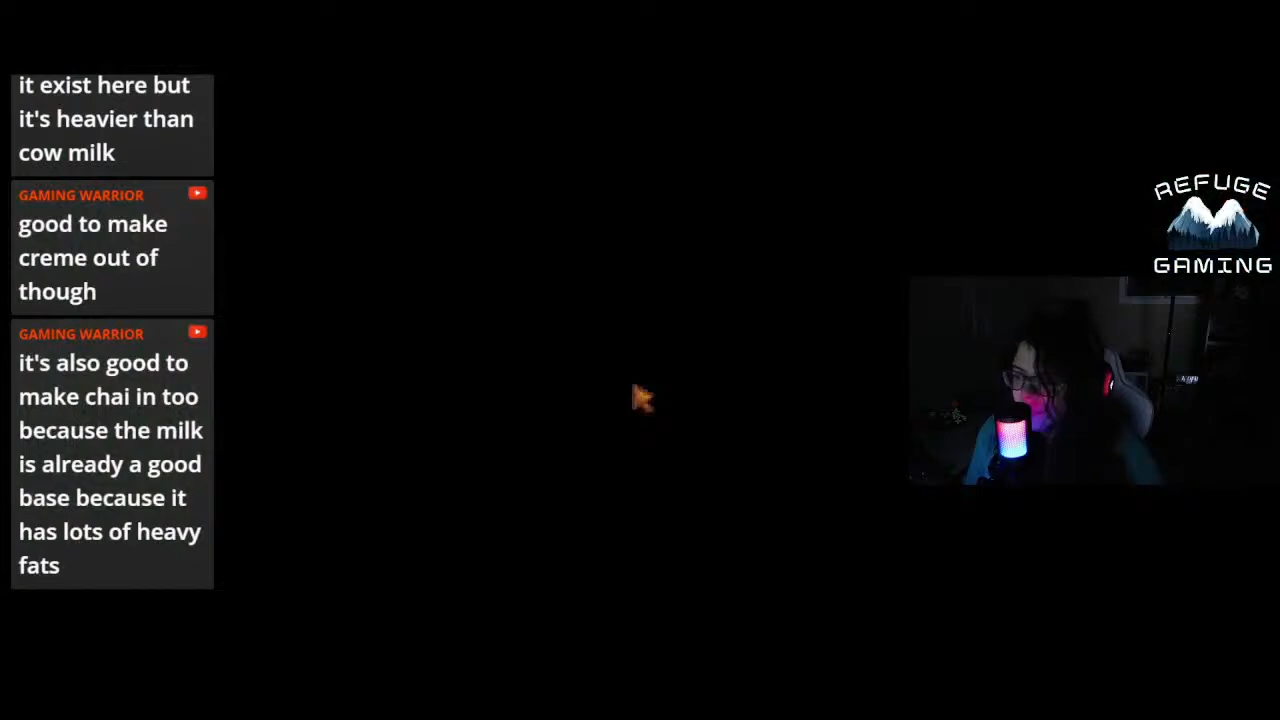 it exist here but
it's heavier than
cow milk
GAMING WARRIOR
good to make
creme out of
though
GAMING WARRIOR
it's also good to
make chai in too
because the milk
is already a good
base because it
has lots of heavy
fats
REFUGE
GAMING